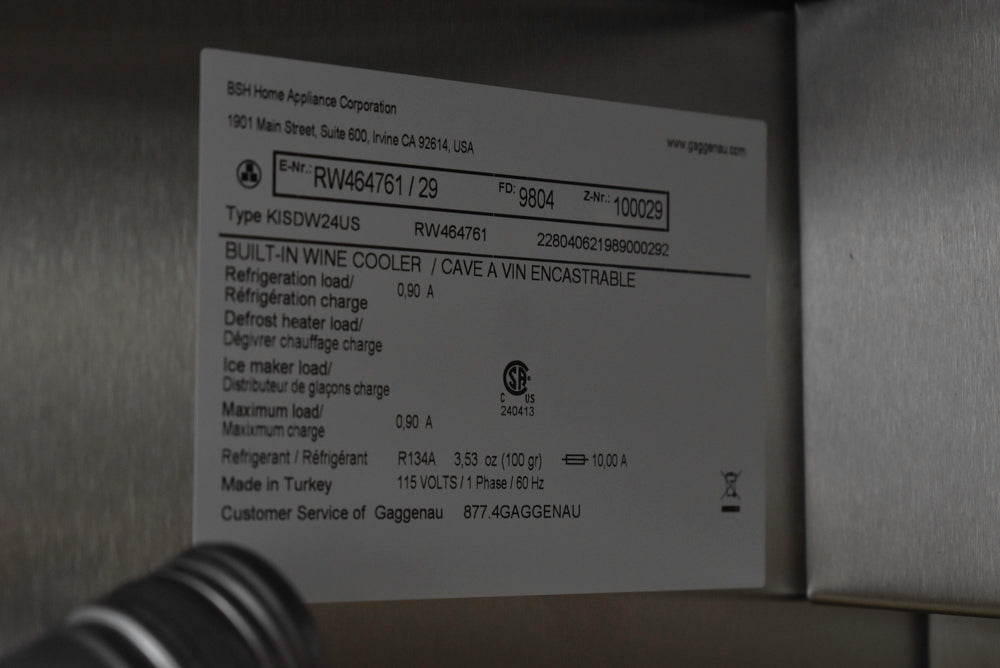 BSH Home Appliance Corporation
1901 Main Street, Suite 600, Irvine CA 92614, USA
www.gaggenau.com
E-Nr.: RW464761 / 29 FD: 9804 Z-Nr.: 100029
Type KISDW24US RW464761 228040621989000292
BUILT-IN WINE COOLER / CAVE A VIN ENCASTRABLE
Refrigeration load/ 0,90 A
Réfrigération charge
Defrost heater load/
Dégivrer chauffage charge
Ice maker load/
Distributeur de glaçons charge
SA
C US
240413
Maximum load/ 0,90 A
Maixmum charge
Refrigerant / Réfrigérant R134A 3,53 oz (100 gr) 10,00 A
Made in Turkey 115 VOLTS / 1 Phase / 60 Hz
Customer Service of Gaggenau 877.4GAGGENAU